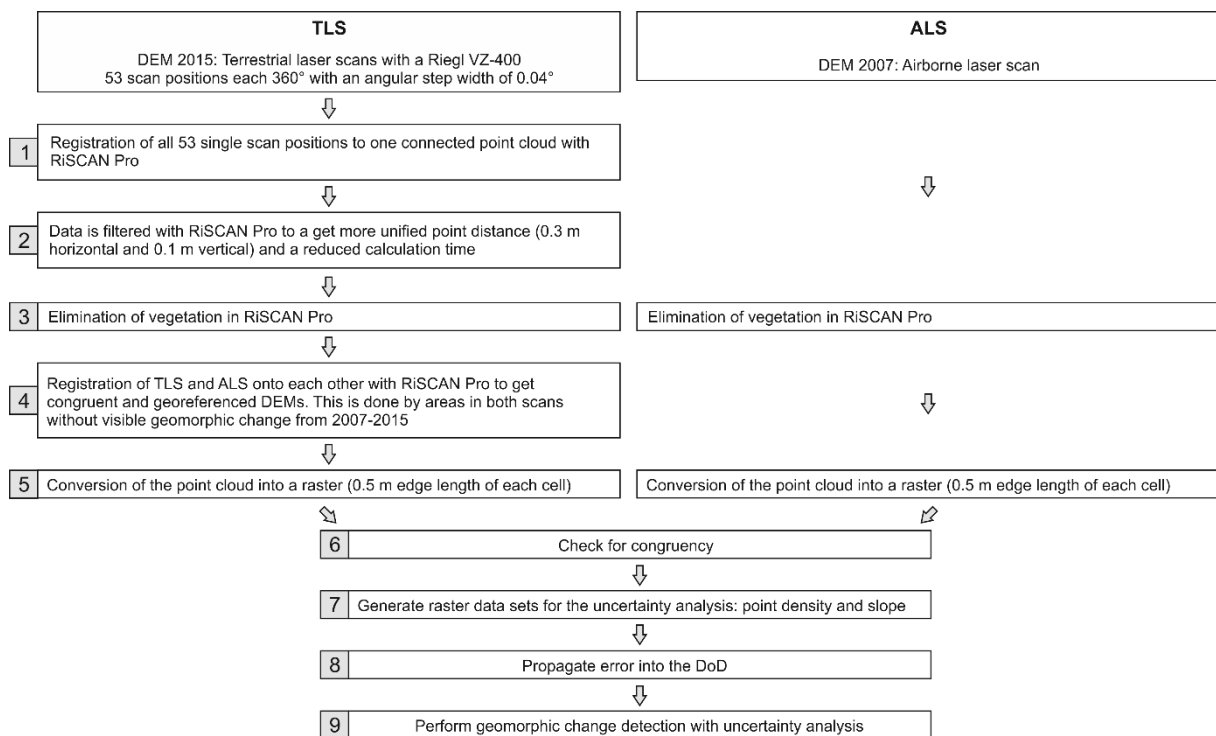 TLS
DEM 2015: Terrestrial laser scans with a Riegl VZ-400
53 scan positions each 360° with an angular step width of 0.04°
ALS
DEM 2007: Airborne laser scan
1
Registration of all 53 single scan positions to one connected point cloud with
RiSCAN Pro
2
Data is filtered with RiSCAN Pro to a get more unified point distance (0.3 m
horizontal and 0.1 m vertical) and a reduced calculation time
3
Elimination of vegetation in RiSCAN Pro
Elimination of vegetation in RiSCAN Pro
4
Registration of TLS and ALS onto each other with RiSCAN Pro to get
congruent and georeferenced DEMs. This is done by areas in both scans
without visible geomorphic change from 2007-2015
5
Conversion of the point cloud into a raster (0.5 m edge length of each cell)
Conversion of the point cloud into a raster (0.5 m edge length of each cell)
6
Check for congruency
7
Generate raster data sets for the uncertainty analysis: point density and slope
8
Propagate error into the DoD
9
Perform geomorphic change detection with uncertainty analysis